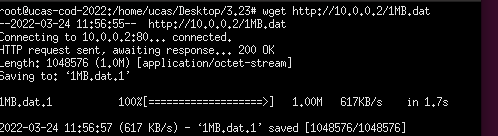 root@ucas-cod-2022:/home/ucas/Desktop/3.23# wget http://10.0.0.2/1MB.dat
--2022-03-24 11:56:55--  http://10.0.0.2/1MB.dat
Connecting to 10.0.0.2:80... connected.
HTTP request sent, awaiting response... 200 OK
Length: 1048576 (1.0M) [application/octet-stream]
Saving to: ‘1MB.dat.1’
1MB.dat.1 100%[===================>] 1.00M 617KB/s in 1.7s
2022-03-24 11:56:57 (617 KB/s) - ‘1MB.dat.1’ saved [1048576/1048576]